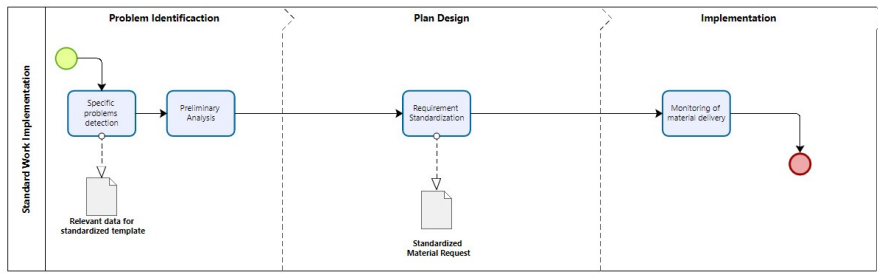 Problem Identificaction
Plan Design
Implementation
Standard Work Implementation
Specific
problems
detection
Preliminary
Analysis
Requirement
Standardization
Monitoring of
material delivery
Relevant data for
standardized template
Standardized
Material Request